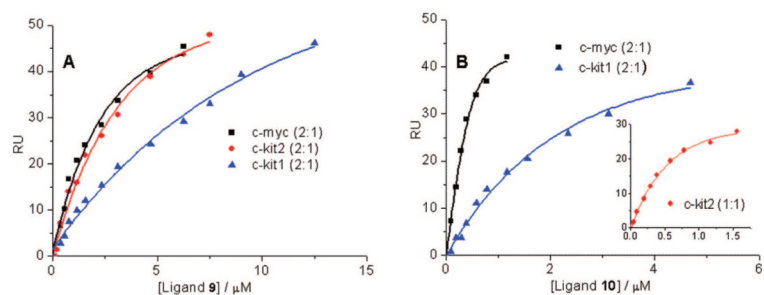 A
50
40
30
20
10
0
RU
0
5
10
15
[Ligand 9] / μM
c-myc (2:1)
c-kit2 (2:1)
c-kit1 (2:1)
B
50
40
30
20
10
0
RU
0
2
4
6
[Ligand 10] / μM
c-myc (2:1)
c-kit1 (2:1)
30
20
10
0
0.0 0.5 1.0 1.5
c-kit2 (1:1)